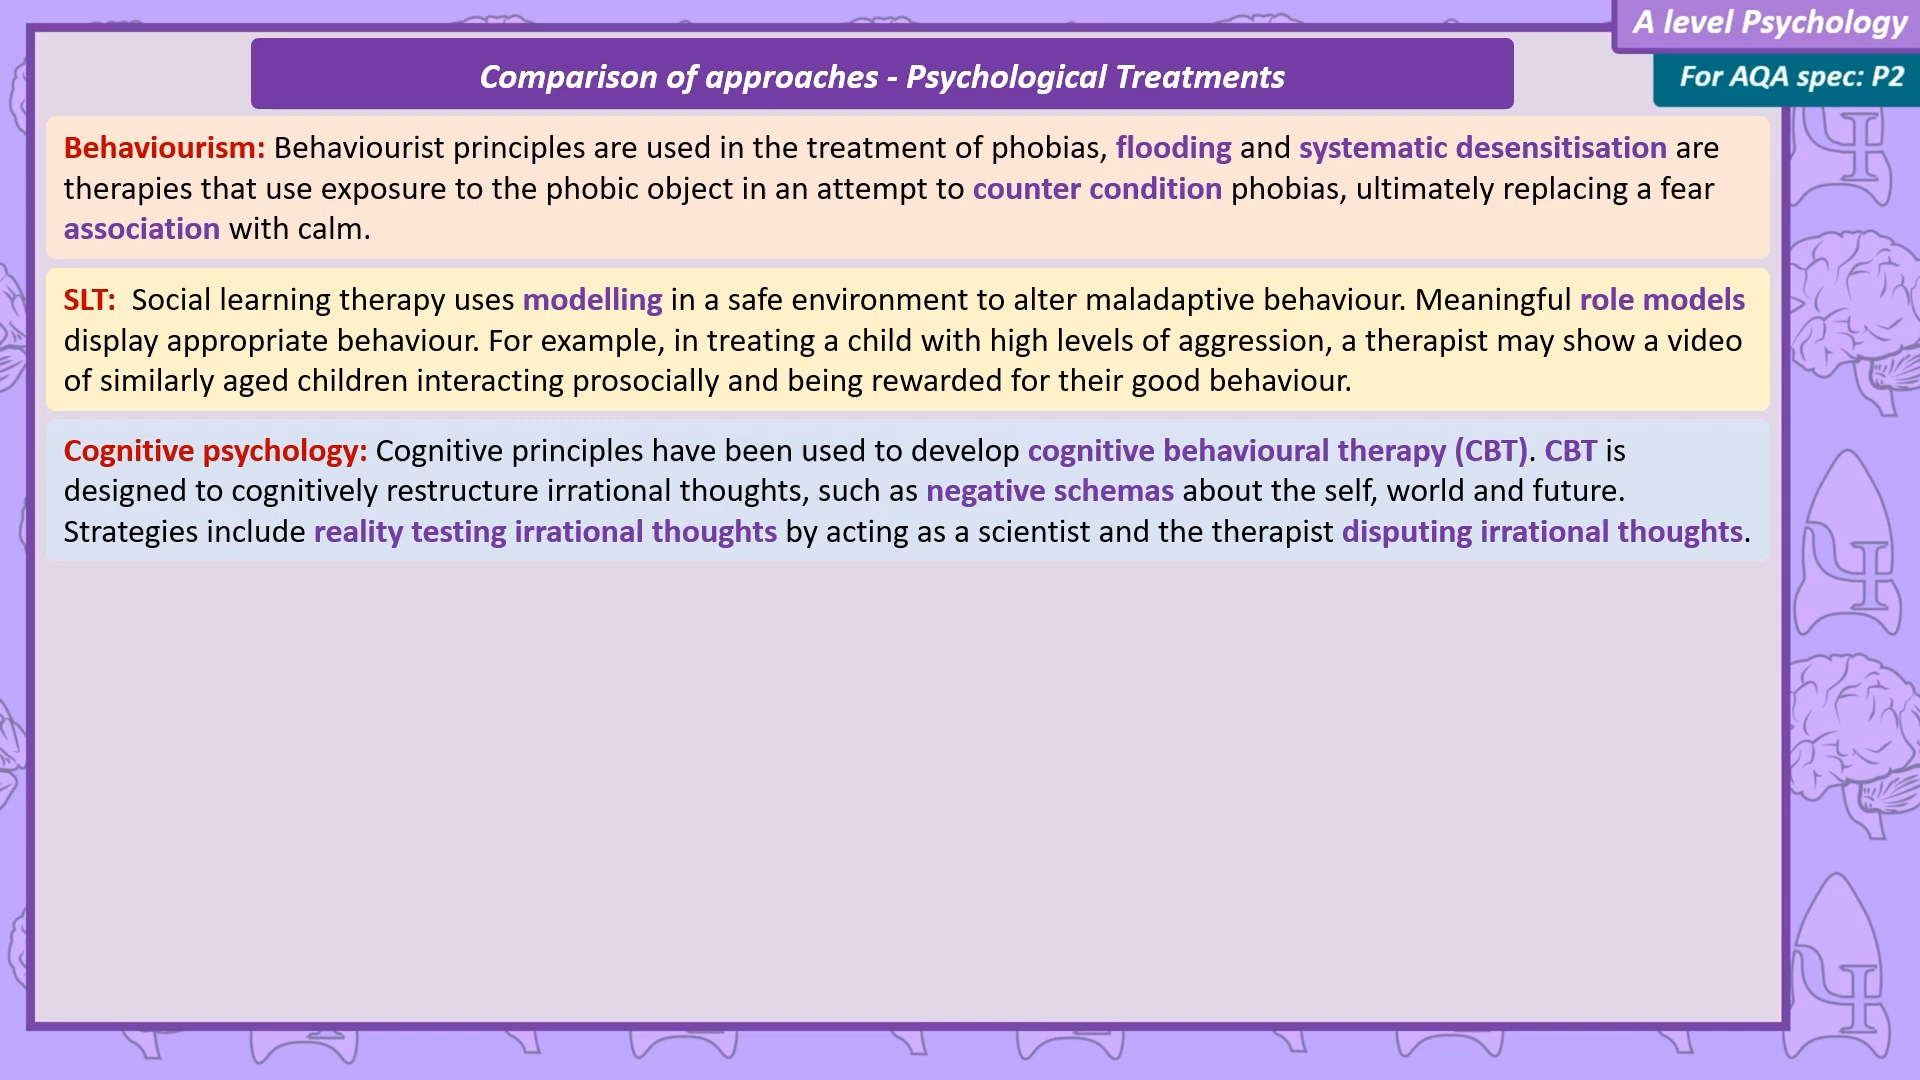 A level Psychology
For AQA spec: P2
Comparison of approaches - Psychological Treatments
Behaviourism: Behaviourist principles are used in the treatment of phobias, flooding and systematic desensitisation are
therapies that use exposure to the phobic object in an attempt to counter condition phobias, ultimately replacing a fear
association with calm.
SLT: Social learning therapy uses modelling in a safe environment to alter maladaptive behaviour. Meaningful role models
display appropriate behaviour. For example, in treating a child with high levels of aggression, a therapist may show a video
of similarly aged children interacting prosocially and being rewarded for their good behaviour.
Cognitive psychology: Cognitive principles have been used to develop cognitive behavioural therapy (CBT). CBT is
designed to cognitively restructure irrational thoughts, such as negative schemas about the self, world and future.
Strategies include reality testing irrational thoughts by acting as a scientist and the therapist disputing irrational thoughts.